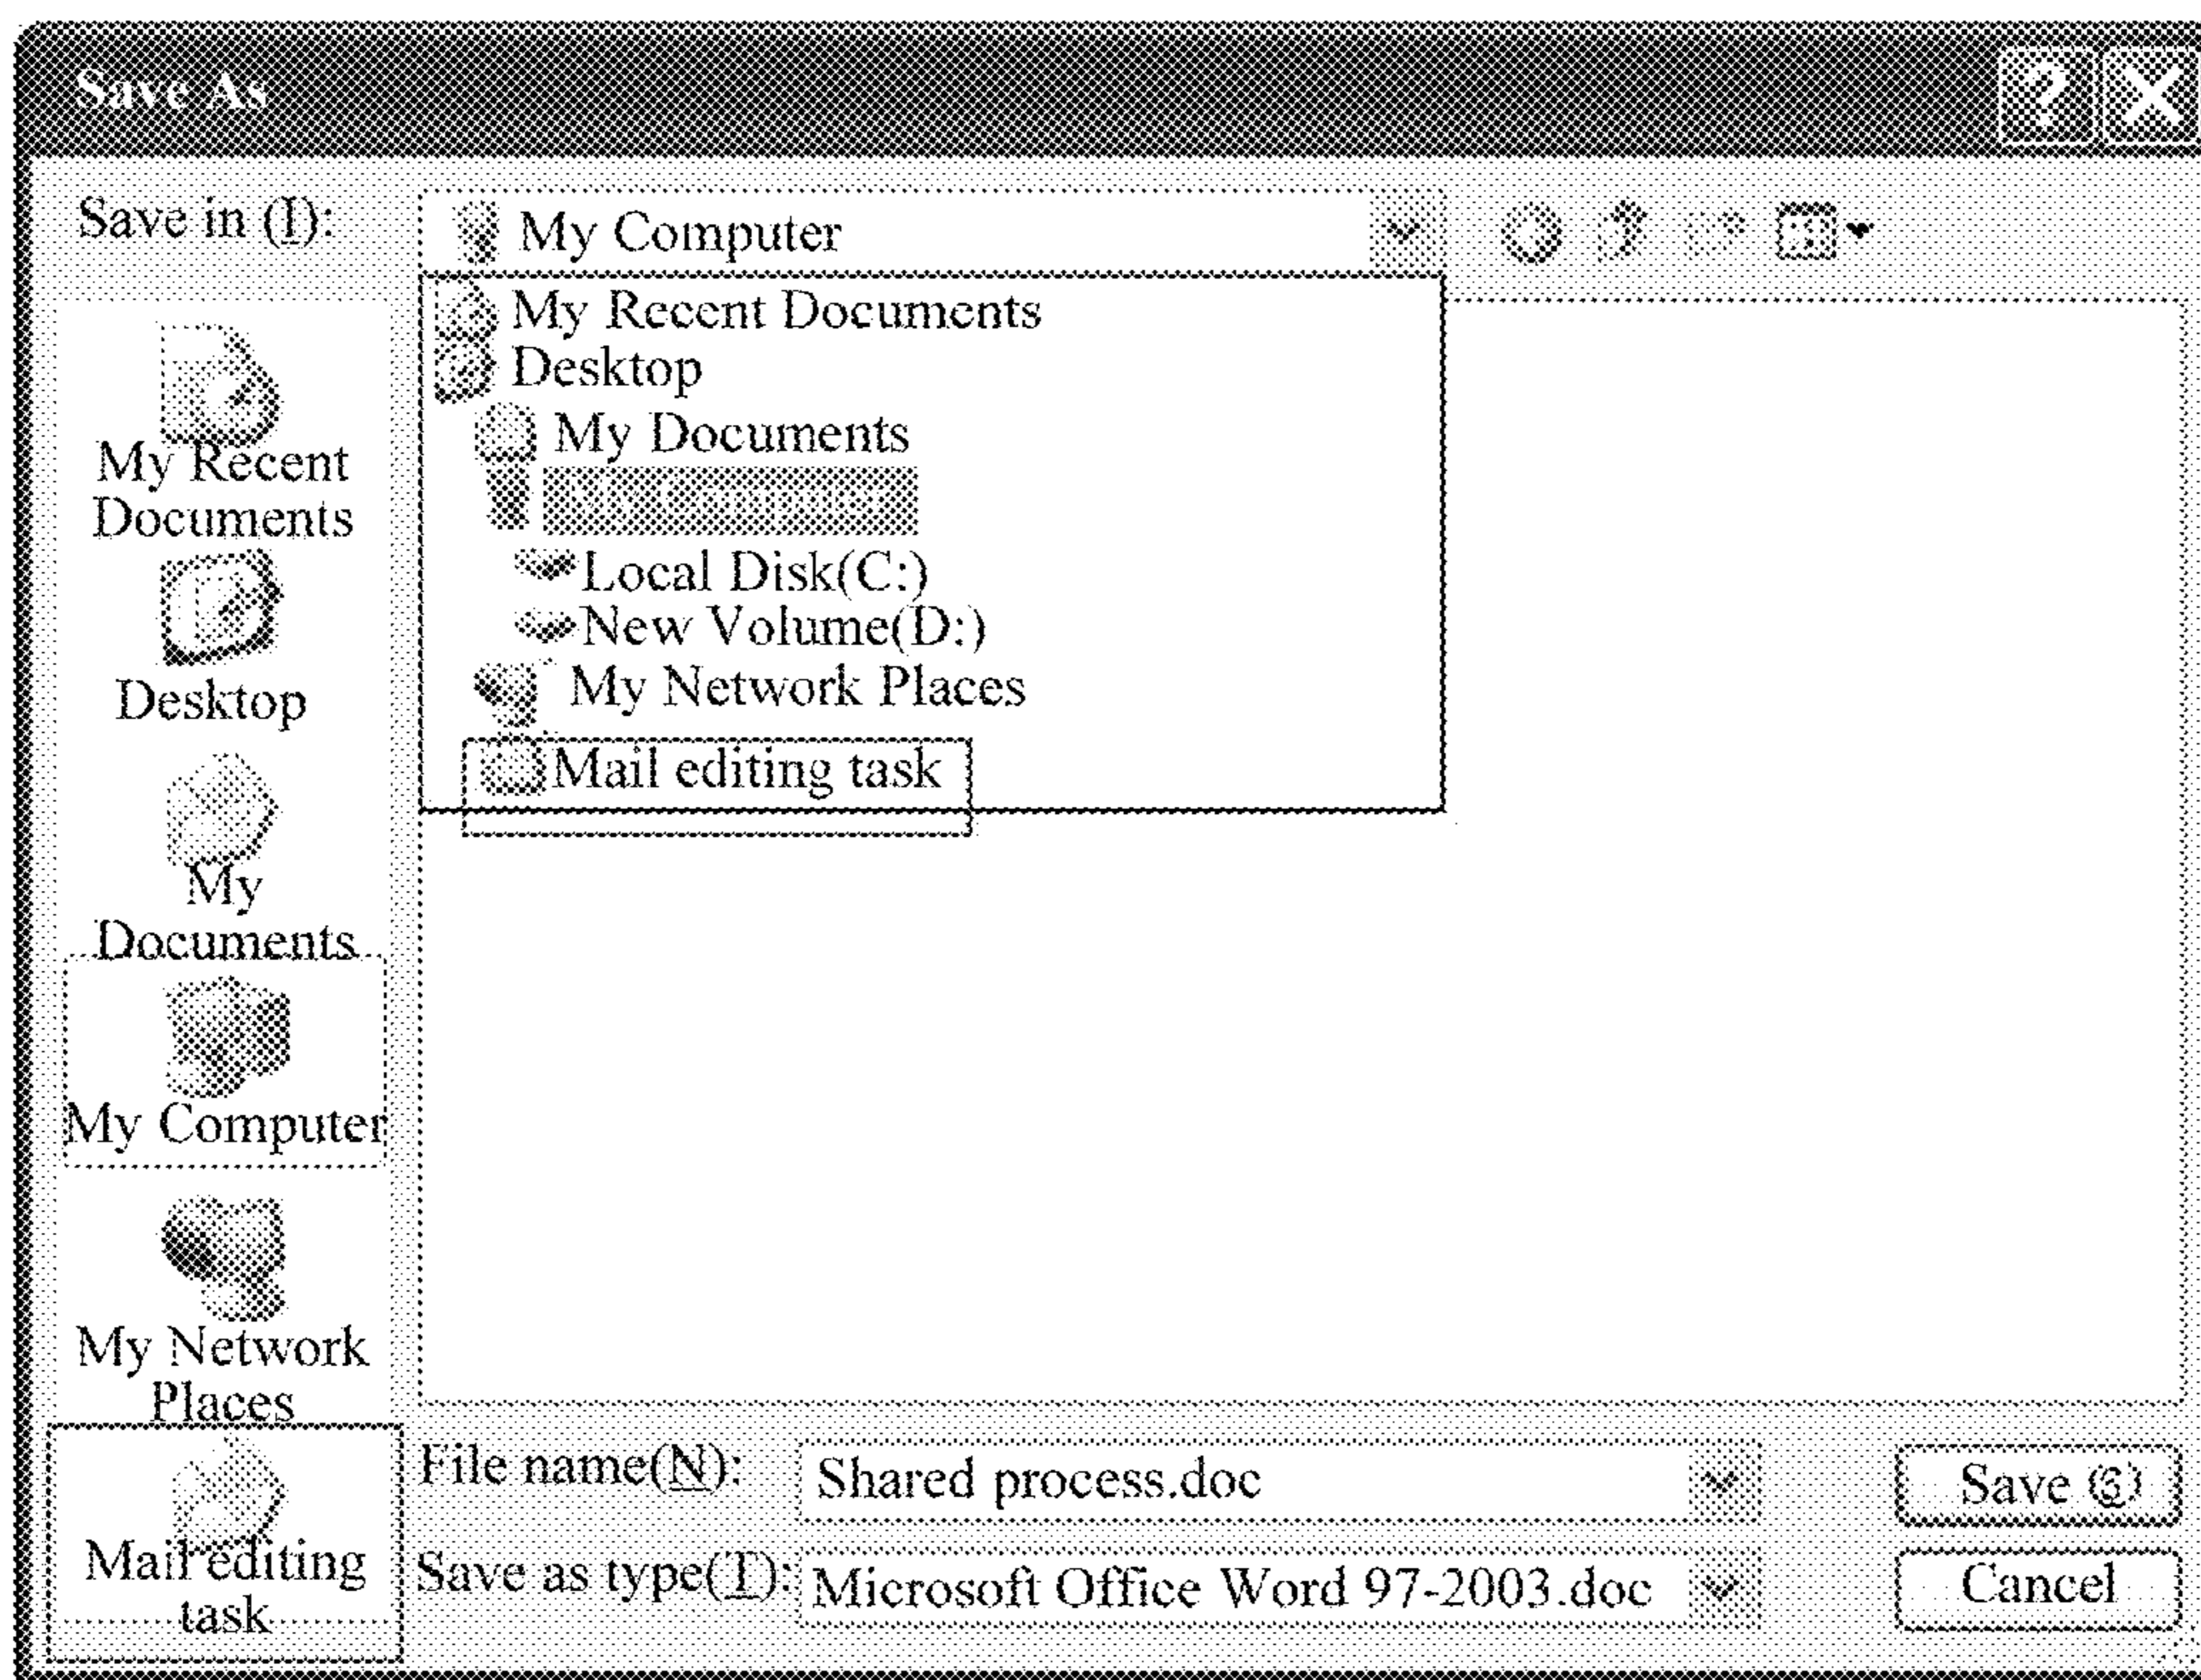 Save As
Save in (I):
My Computer
My Recent Documents
Desktop
My Documents
My Computer
Local Disk(C:)
New Volume(D:)
My Network Places
Mail editing task
My Recent
Documents
Desktop
My
Documents
My Computer
My Network
Places
Mail editing
task
File name(N):
Shared process.doc
Save (S)
Save as type(T):
Microsoft Office Word 97-2003.doc
Cancel